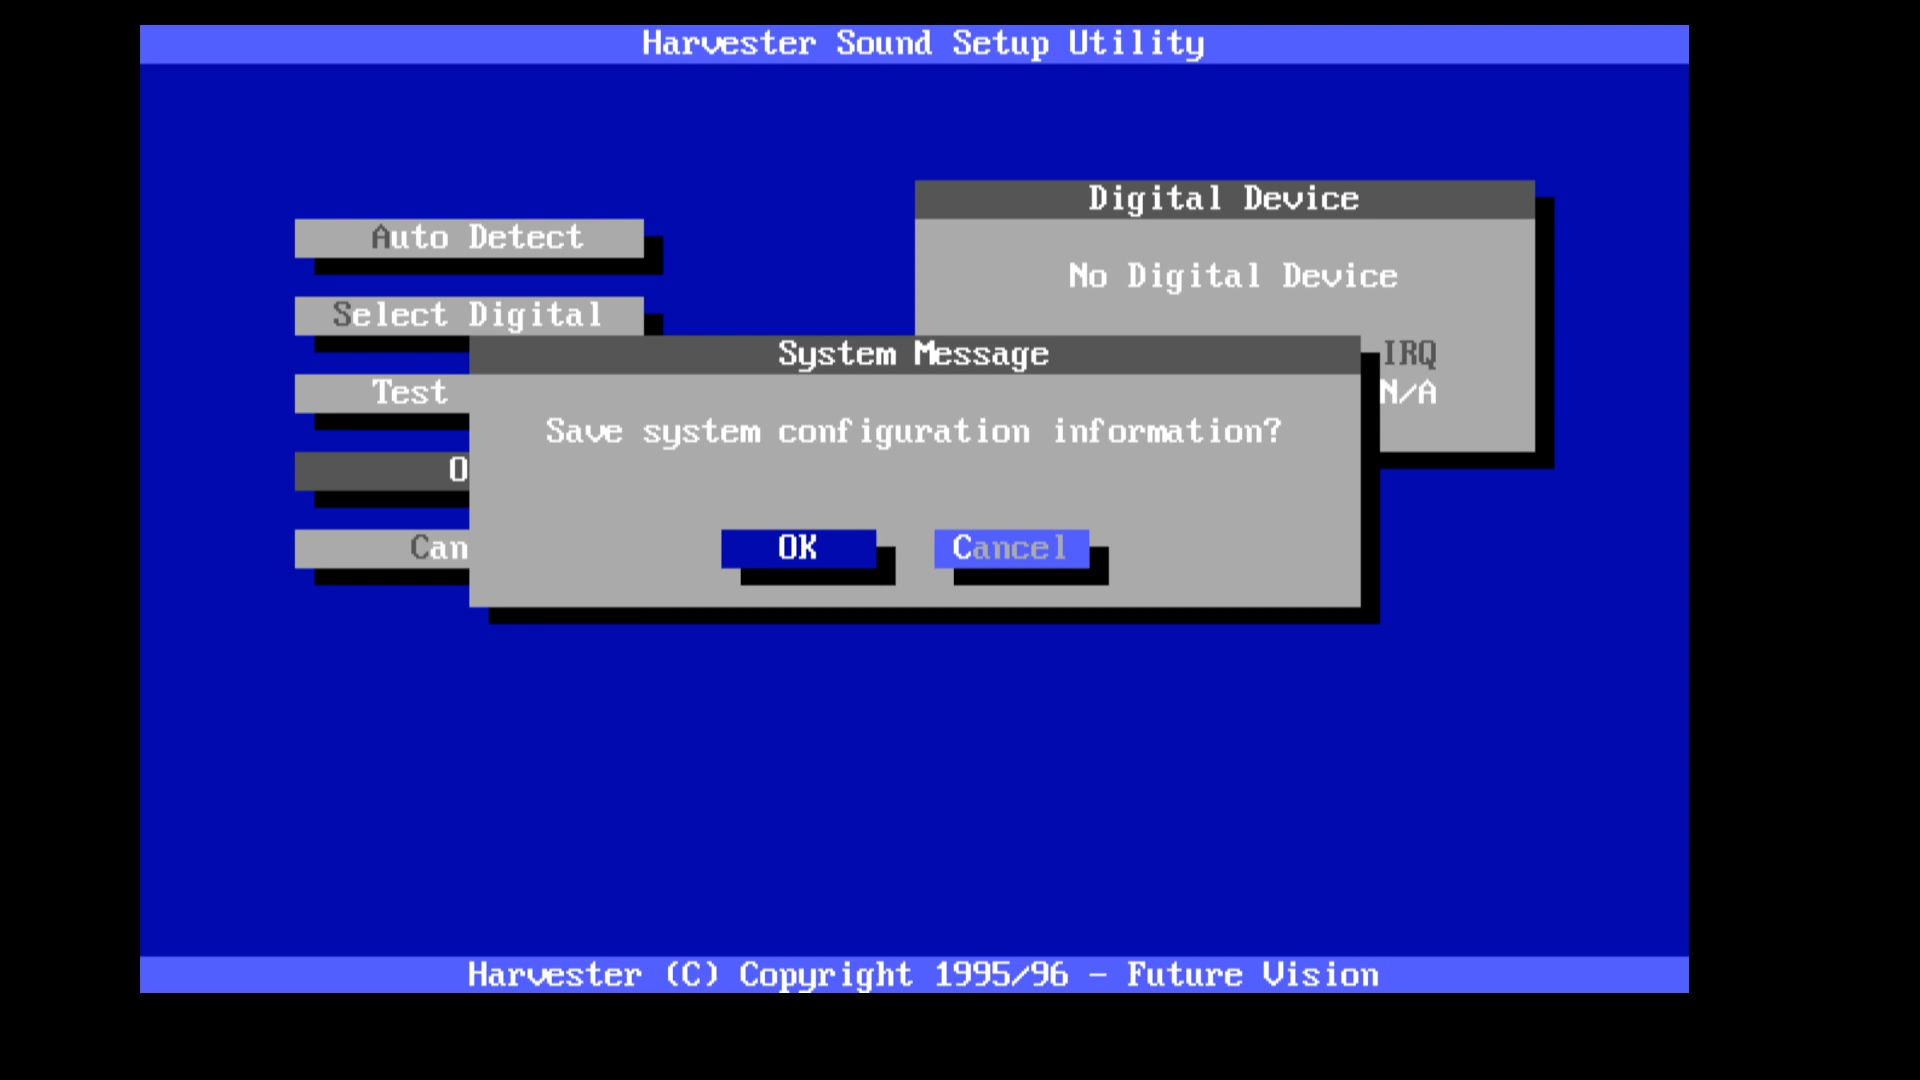 Harvester Sound Setup Utility
Digital Device
Auto Detect
No Digital Device
Select Digital
System Message
IRQ
Test
N/A
Save system configuration information?
O
Can
OK
Cancel
Harvester (C) Copyright 1995/96 - Future Vision